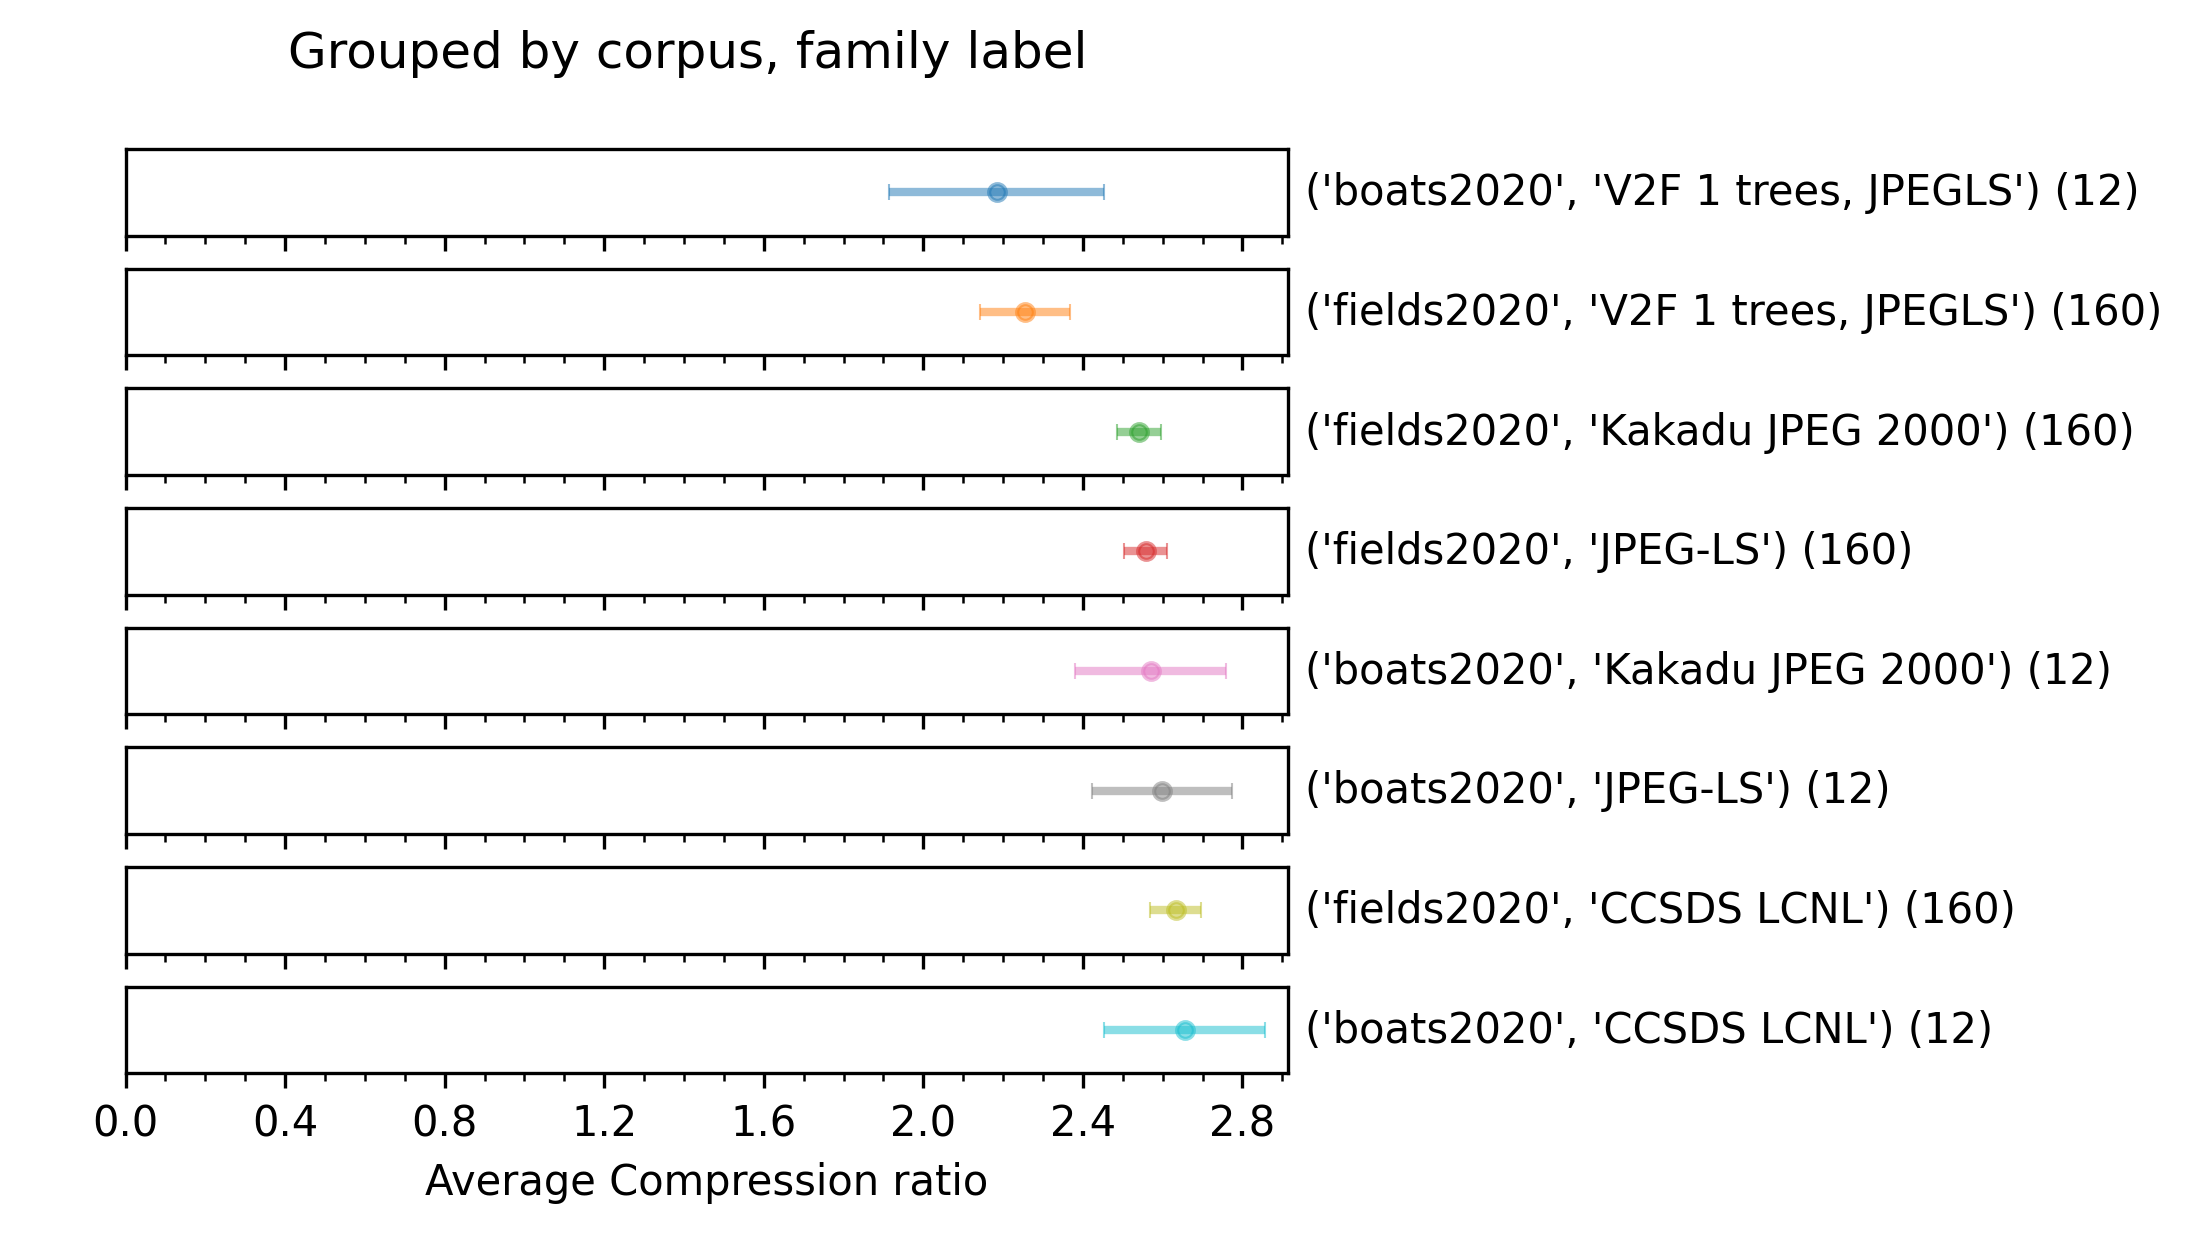 Grouped by corpus, family label
('boats2020', 'V2F 1 trees, JPEGLS') (12)
('fields2020', 'V2F 1 trees, JPEGLS') (160)
('fields2020', 'Kakadu JPEG 2000') (160)
('fields2020', 'JPEG-LS') (160)
('boats2020', 'Kakadu JPEG 2000') (12)
('boats2020', 'JPEG-LS') (12)
('fields2020', 'CCSDS LCNL') (160)
('boats2020', 'CCSDS LCNL') (12)
0.0 0.4 0.8 1.2 1.6 2.0 2.4 2.8
Average Compression ratio